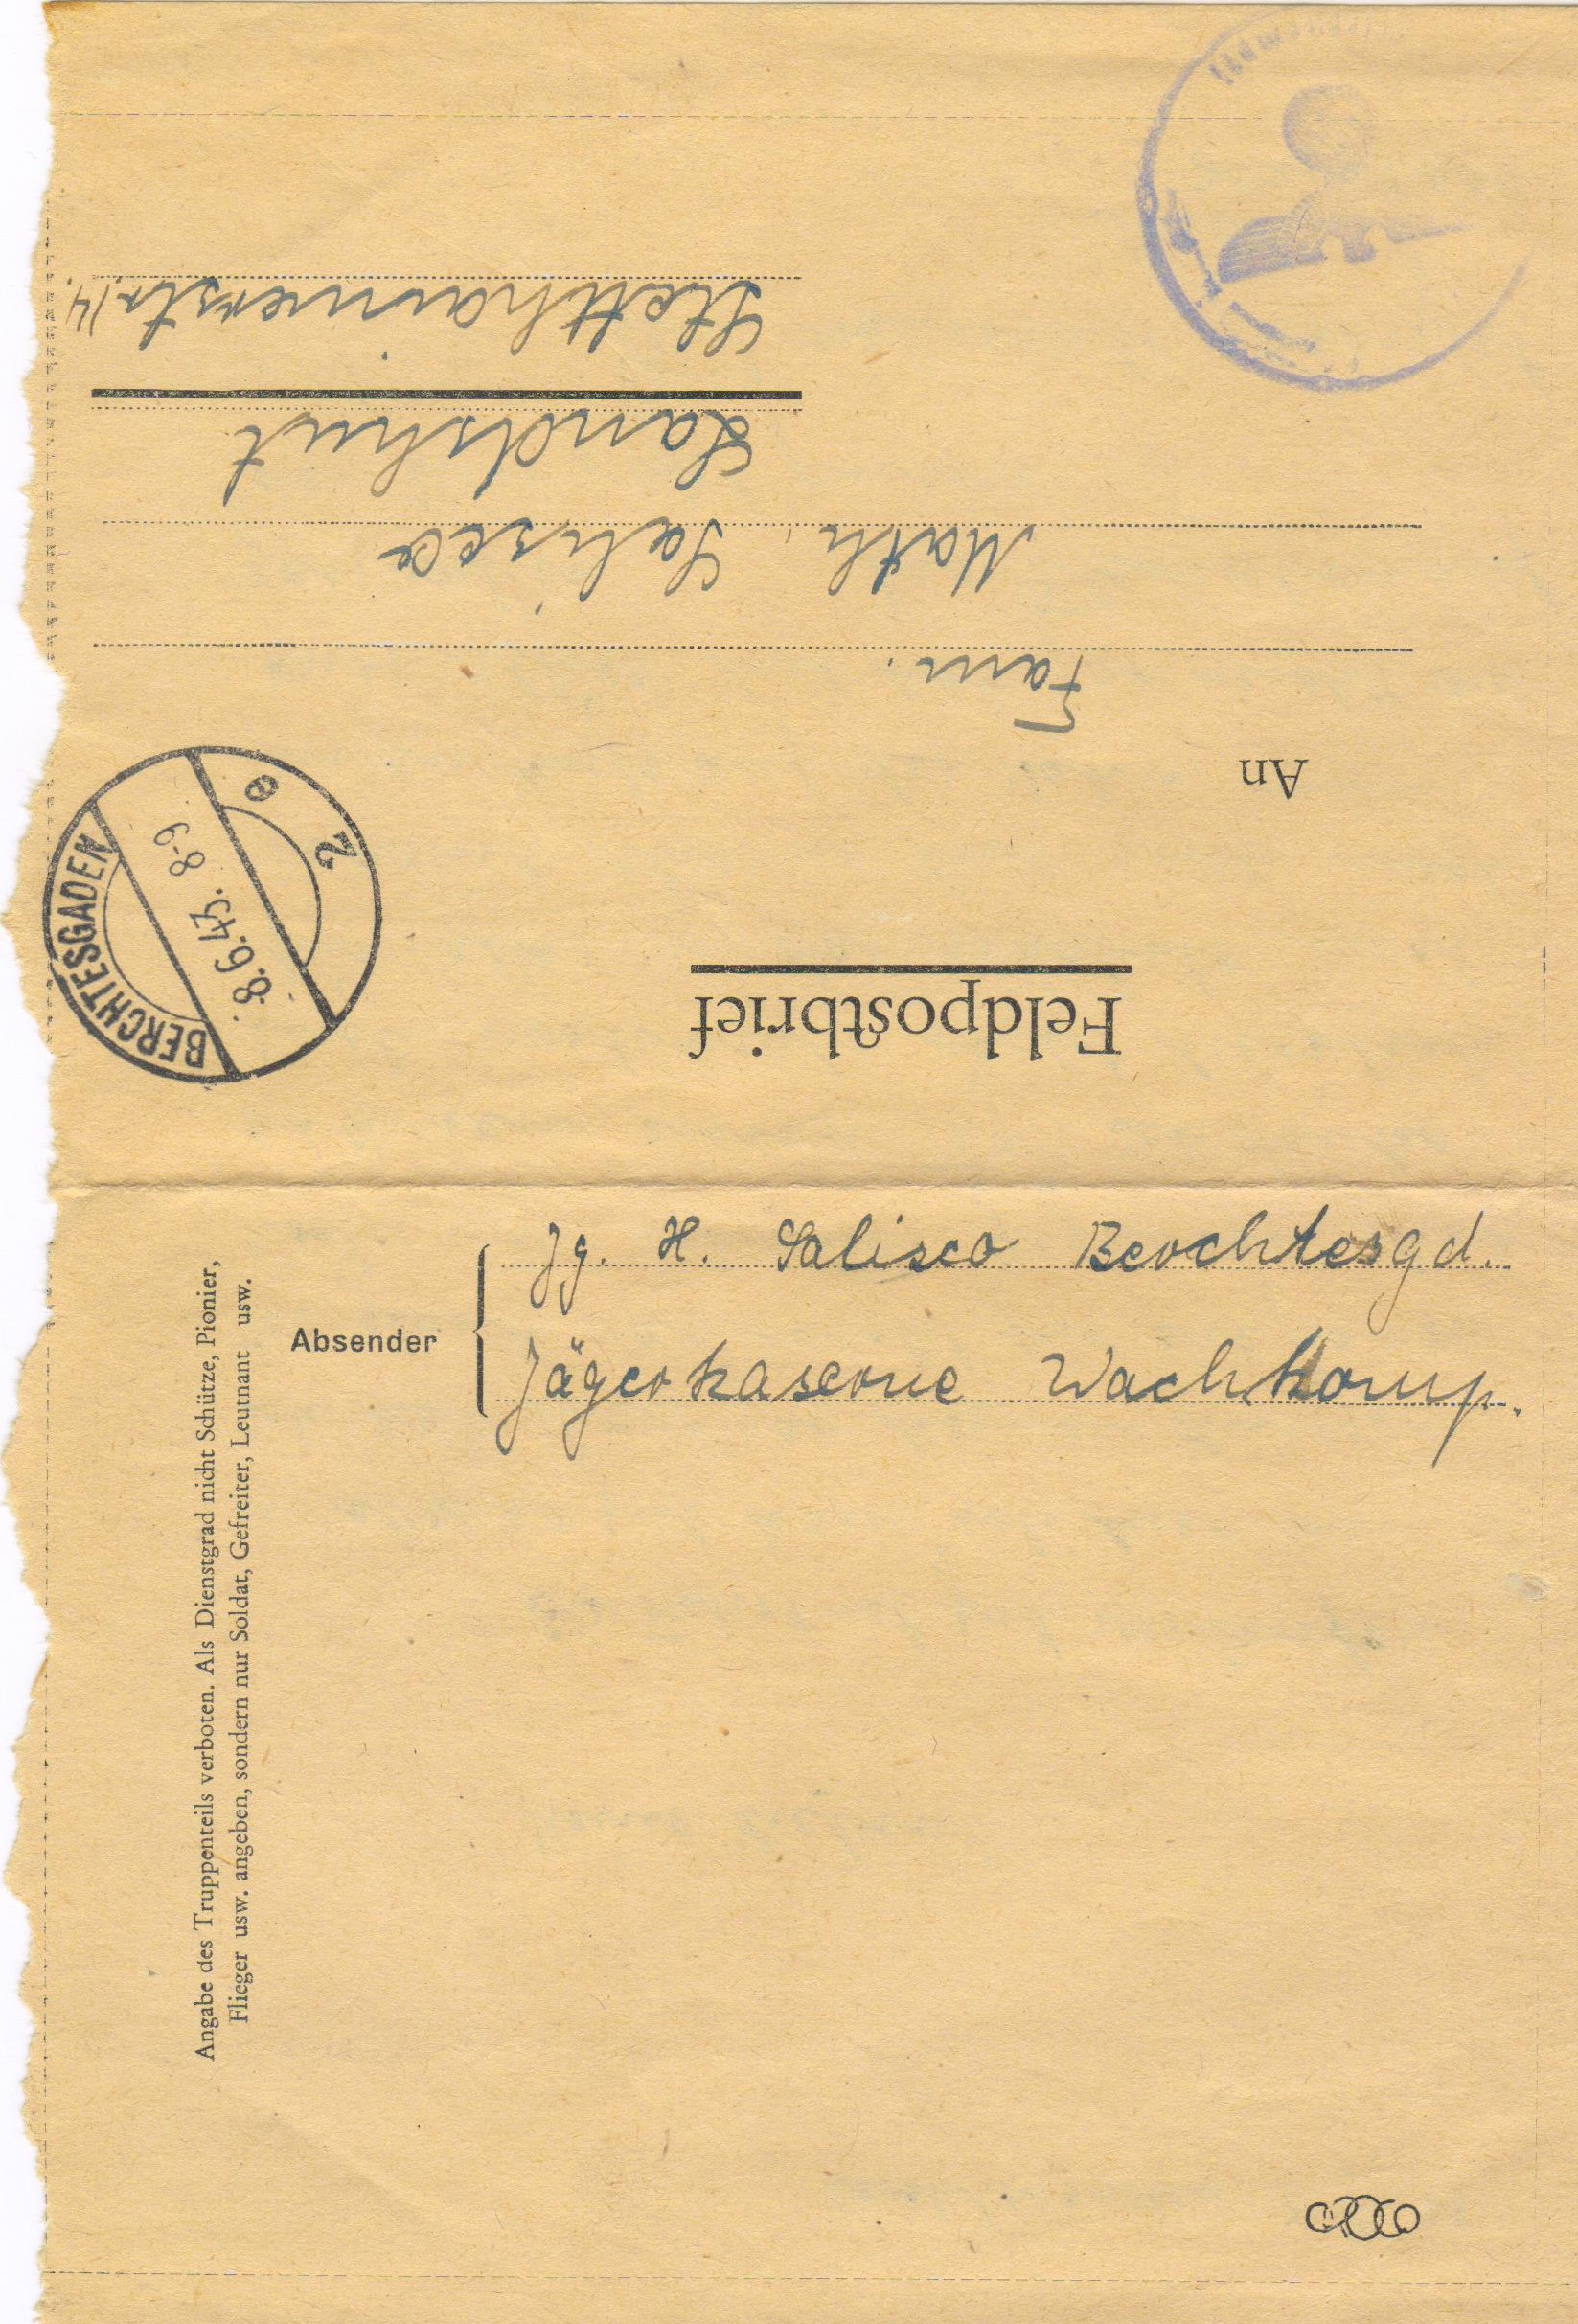 Feldpostbrief
BERCHTESGADEN
8.6.43. 8-9
2
e
An
Fam.
Math. Salisco
Landshut
Stetthaimerstr. 14.
Absender
Jg. H. Salisco Berchtesgd.
Jägerkaserne Wachkomp.
Angabe des Truppenteils verboten. Als Dienstgrad nicht Schütze, Pionier,
Flieger usw. angeben, sondern nur Soldat, Gefreiter, Leutnant usw.